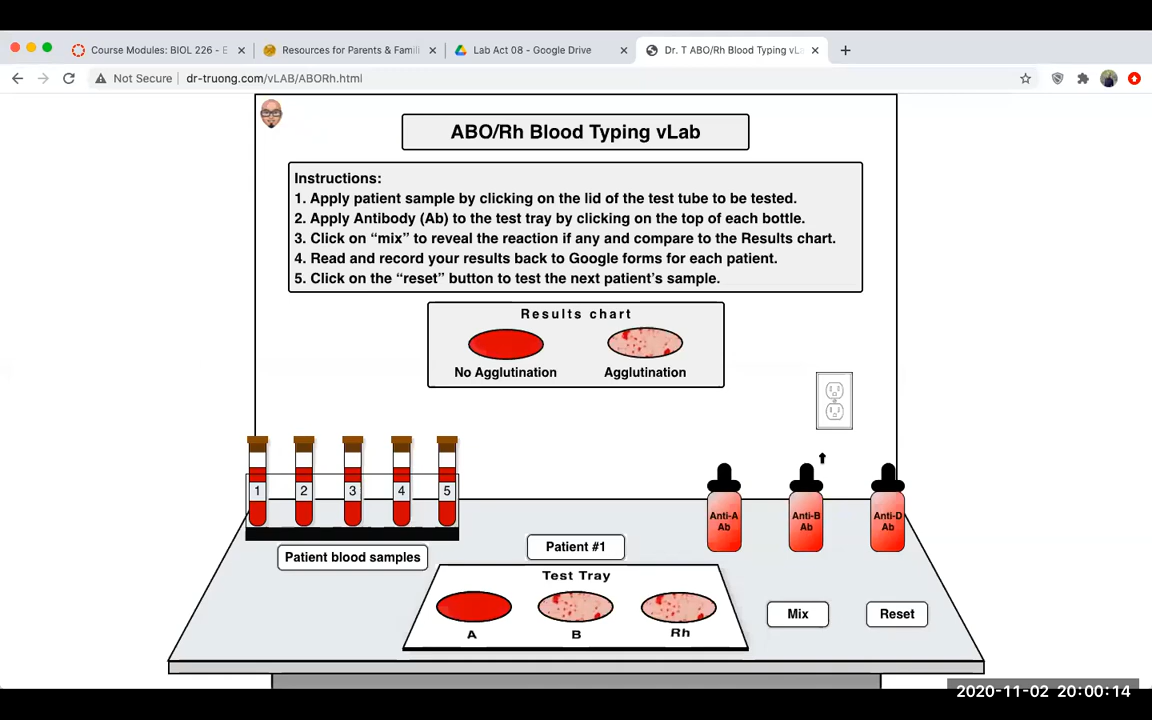 Course Modules: BIOL 226 - E
Resources for Parents & Famili
Lab Act 08 - Google Drive
Dr. T ABO/Rh Blood Typing vLa
Not Secure | dr-truong.com/vLAB/ABORh.html
ABO/Rh Blood Typing vLab
Instructions:
1. Apply patient sample by clicking on the lid of the test tube to be tested.
2. Apply Antibody (Ab) to the test tray by clicking on the top of each bottle.
3. Click on “mix” to reveal the reaction if any and compare to the Results chart.
4. Read and record your results back to Google forms for each patient.
5. Click on the “reset” button to test the next patient’s sample.
Results chart
No Agglutination
Agglutination
1 2 3 4 5
Patient blood samples
Anti-A
Ab
Anti-B
Ab
Anti-D
Ab
Patient #1
Test Tray
A B Rh
Mix
Reset
2020-11-02 20:00:14